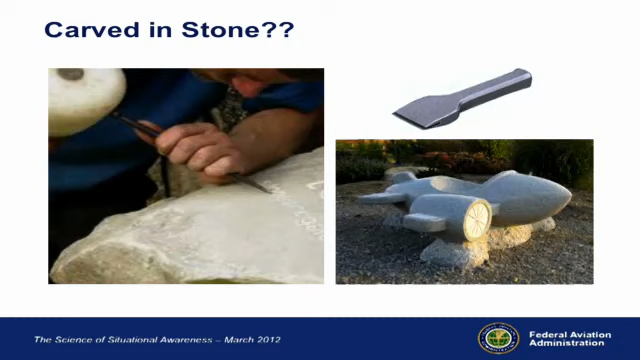 Carved in Stone??
The Science of Situational Awareness – March 2012
Federal Aviation
Administration